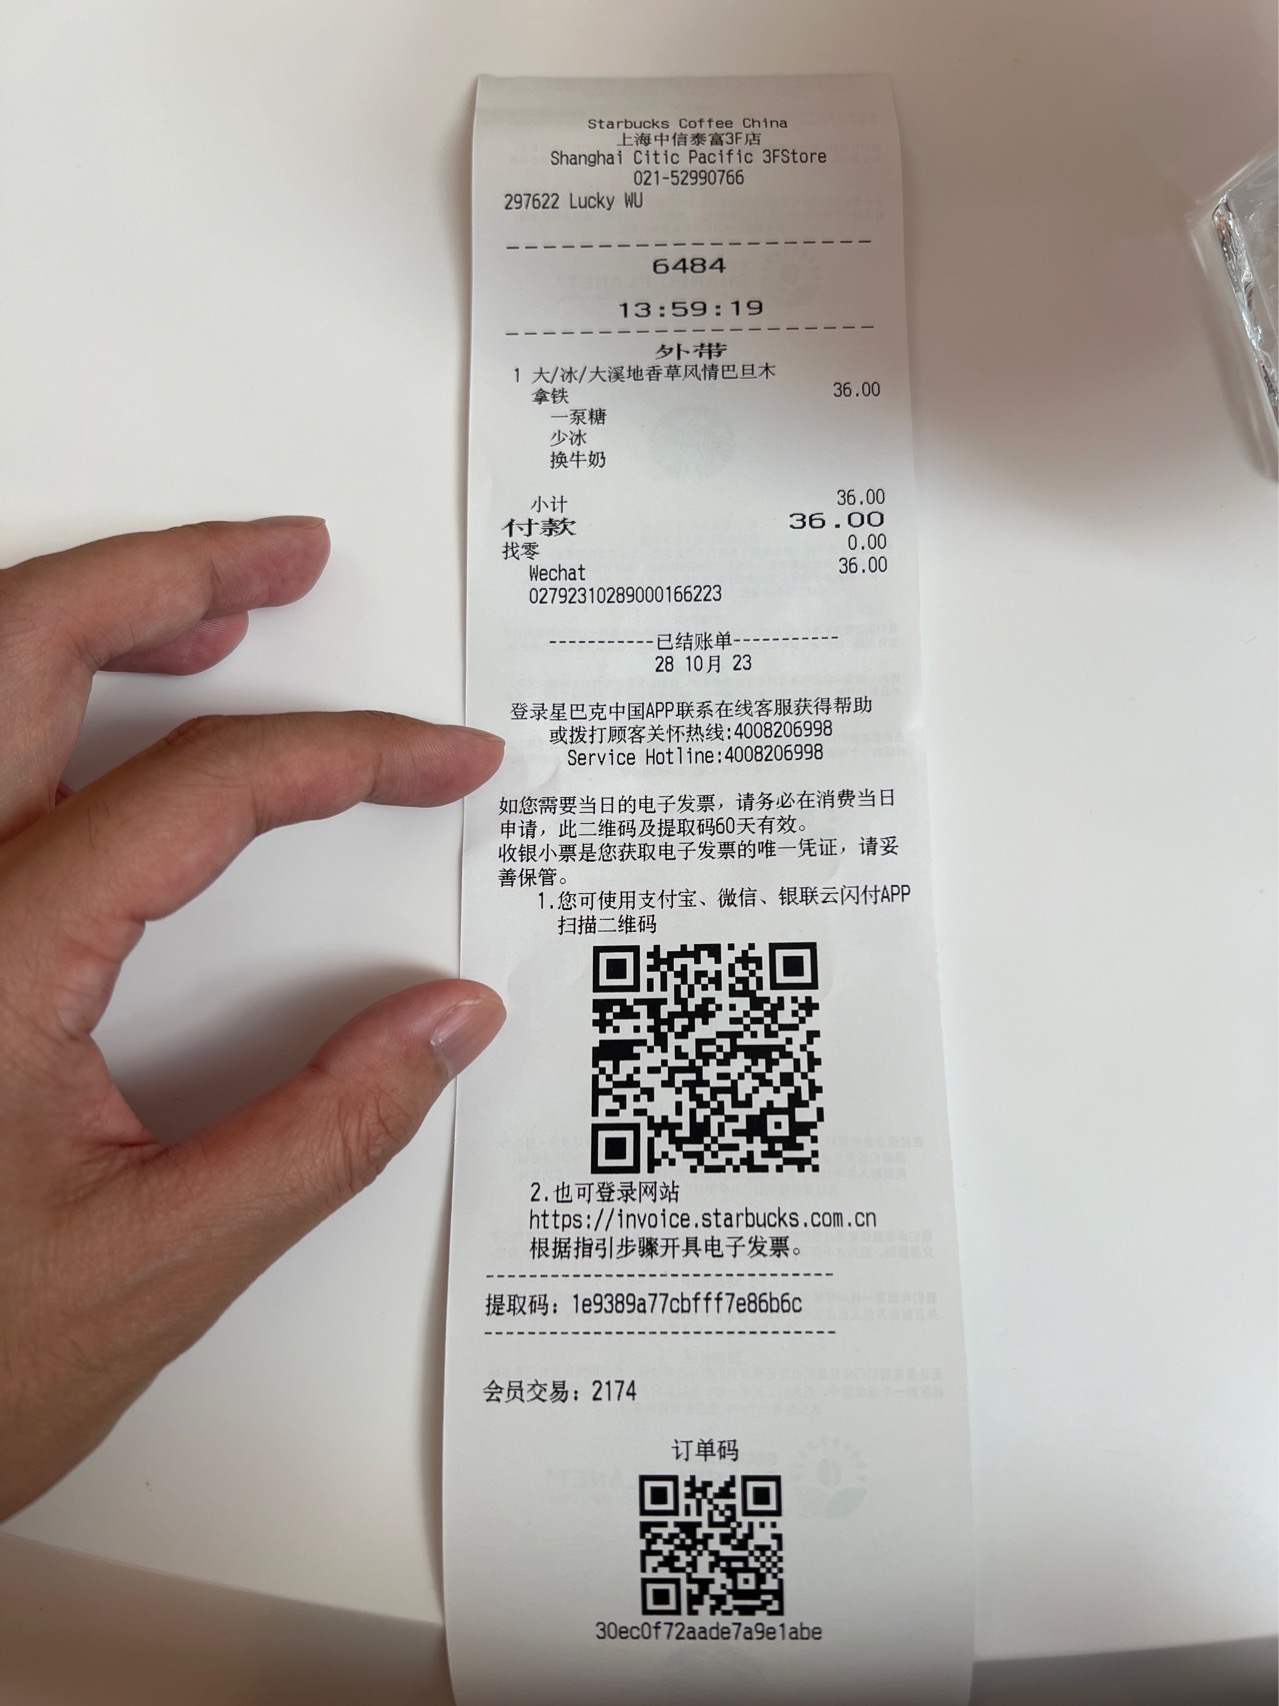 Starbucks Coffee China
上海中信泰富3F店
Shanghai Citic Pacific 3FStore
021-52990766
297622 Lucky WU
6484
13:59:19
外带
1 大/冰/大溪地香草风情巴旦木
拿铁 36.00
一泵糖
少冰
换牛奶
小计 36.00
付款 36.00
找零 0.00
Wechat 36.00
02792310289000166223
-----------已结账单-----------
28 10月 23
登录星巴克中国APP联系在线客服获得帮助
或拨打顾客关怀热线:4008206998
Service Hotline:4008206998
如您需要当日的电子发票，请务必在消费当日
申请，此二维码及提取码60天有效。
收银小票是您获取电子发票的唯一凭证，请妥
善保管。
1.您可使用支付宝、微信、银联云闪付APP
扫描二维码
2.也可登录网站
https://invoice.starbucks.com.cn
根据指引步骤开具电子发票。
提取码：1e9389a77cbfff7e86b6c
会员交易：2174
订单码
30ec0f72aade7a9e1abe